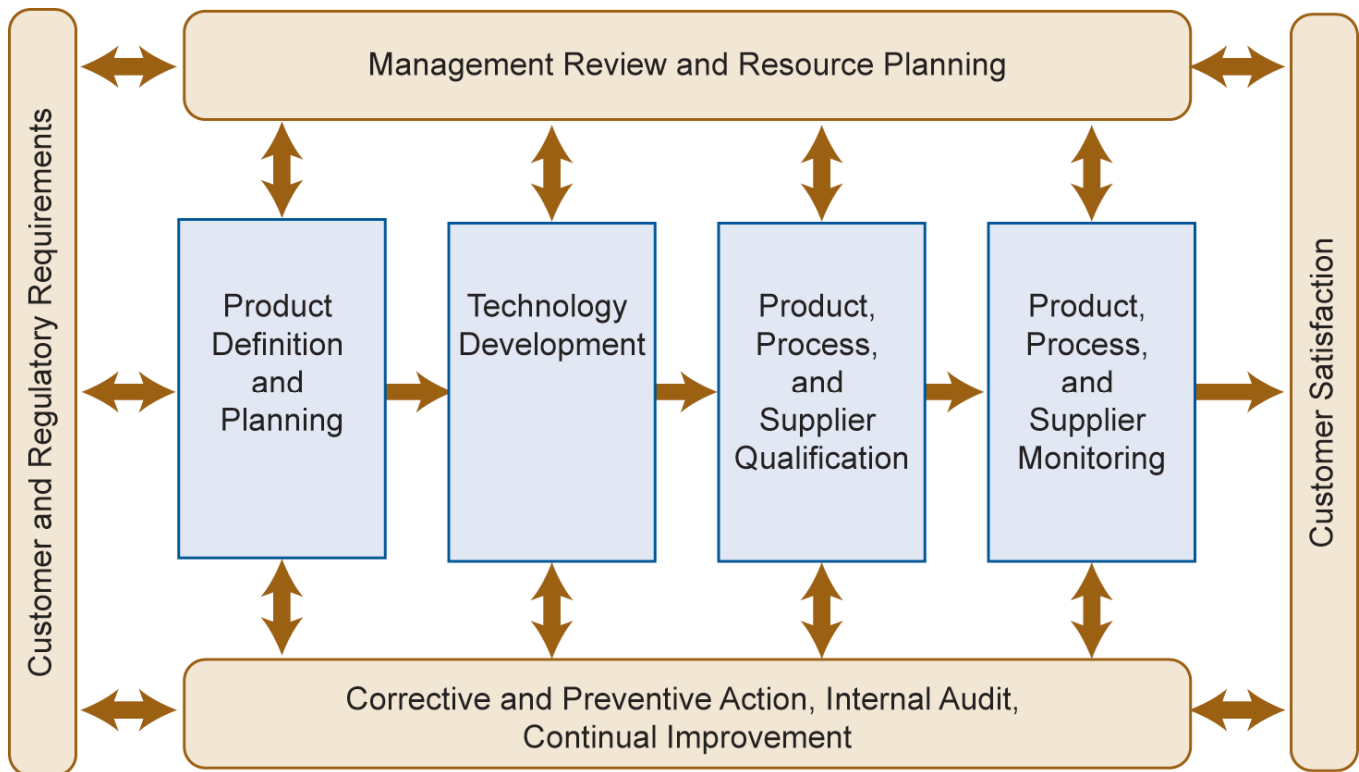 Customer and Regulatory Requirements
Management Review and Resource Planning
Product
Definition
and
Planning
Technology
Development
Product,
Process,
and
Supplier
Qualification
Product,
Process,
and
Supplier
Monitoring
Corrective and Preventive Action, Internal Audit,
Continual Improvement
Customer Satisfaction